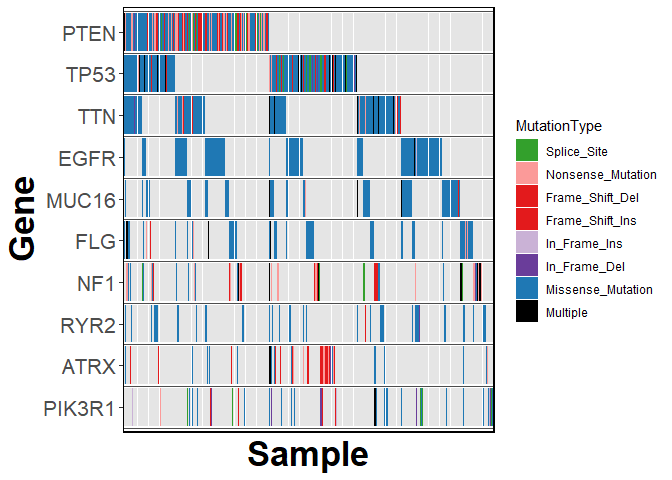 PTEN
TP53
TTN
EGFR
MUC16
FLG
NF1
RYR2
ATRX
PIK3R1
Gene
Sample
MutationType
Splice_Site
Nonsense_Mutation
Frame_Shift_Del
Frame_Shift_Ins
In_Frame_Ins
In_Frame_Del
Missense_Mutation
Multiple